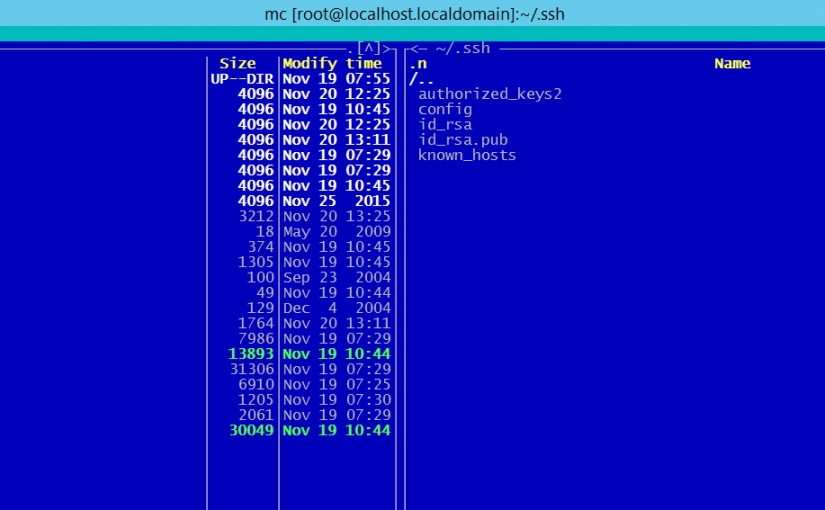 mc [root@localhost.localdomain]:~/.ssh
.[^]> <— ~/.ssh
Size Modify time .n Name
UP--DIR Nov 19 07:55 /..
4096 Nov 20 12:25 authorized_keys2
4096 Nov 19 10:45 config
4096 Nov 20 12:25 id_rsa
4096 Nov 20 13:11 id_rsa.pub
4096 Nov 19 07:29 known_hosts
4096 Nov 19 07:29
4096 Nov 19 10:45
4096 Nov 25 2015
3212 Nov 20 13:25
18 May 20 2009
374 Nov 19 10:45
1305 Nov 19 10:45
100 Sep 23 2004
49 Nov 19 10:44
129 Dec 4 2004
1764 Nov 20 13:11
7986 Nov 19 07:29
13893 Nov 19 10:44
31306 Nov 19 07:29
6910 Nov 19 07:25
1205 Nov 19 07:30
2061 Nov 19 07:29
30049 Nov 19 10:44